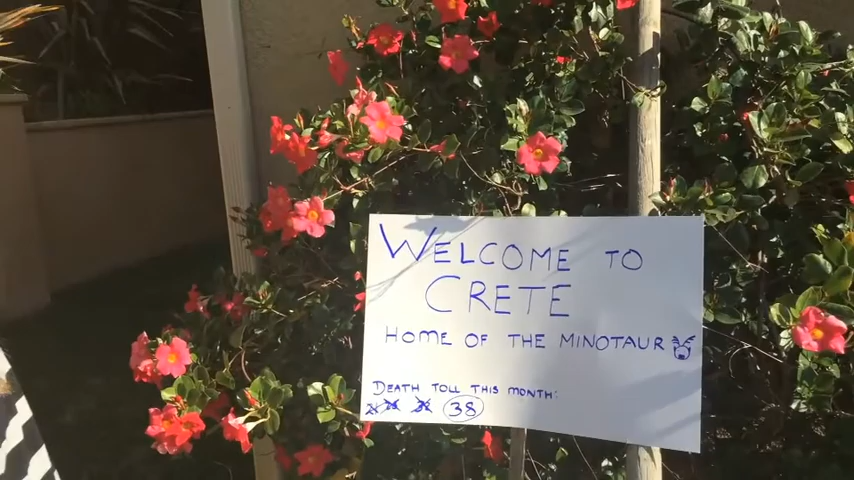 WELCOME TO
CRETE
HOME OF THE MINOTAUR
DEATH TOLL THIS MONTH:
38